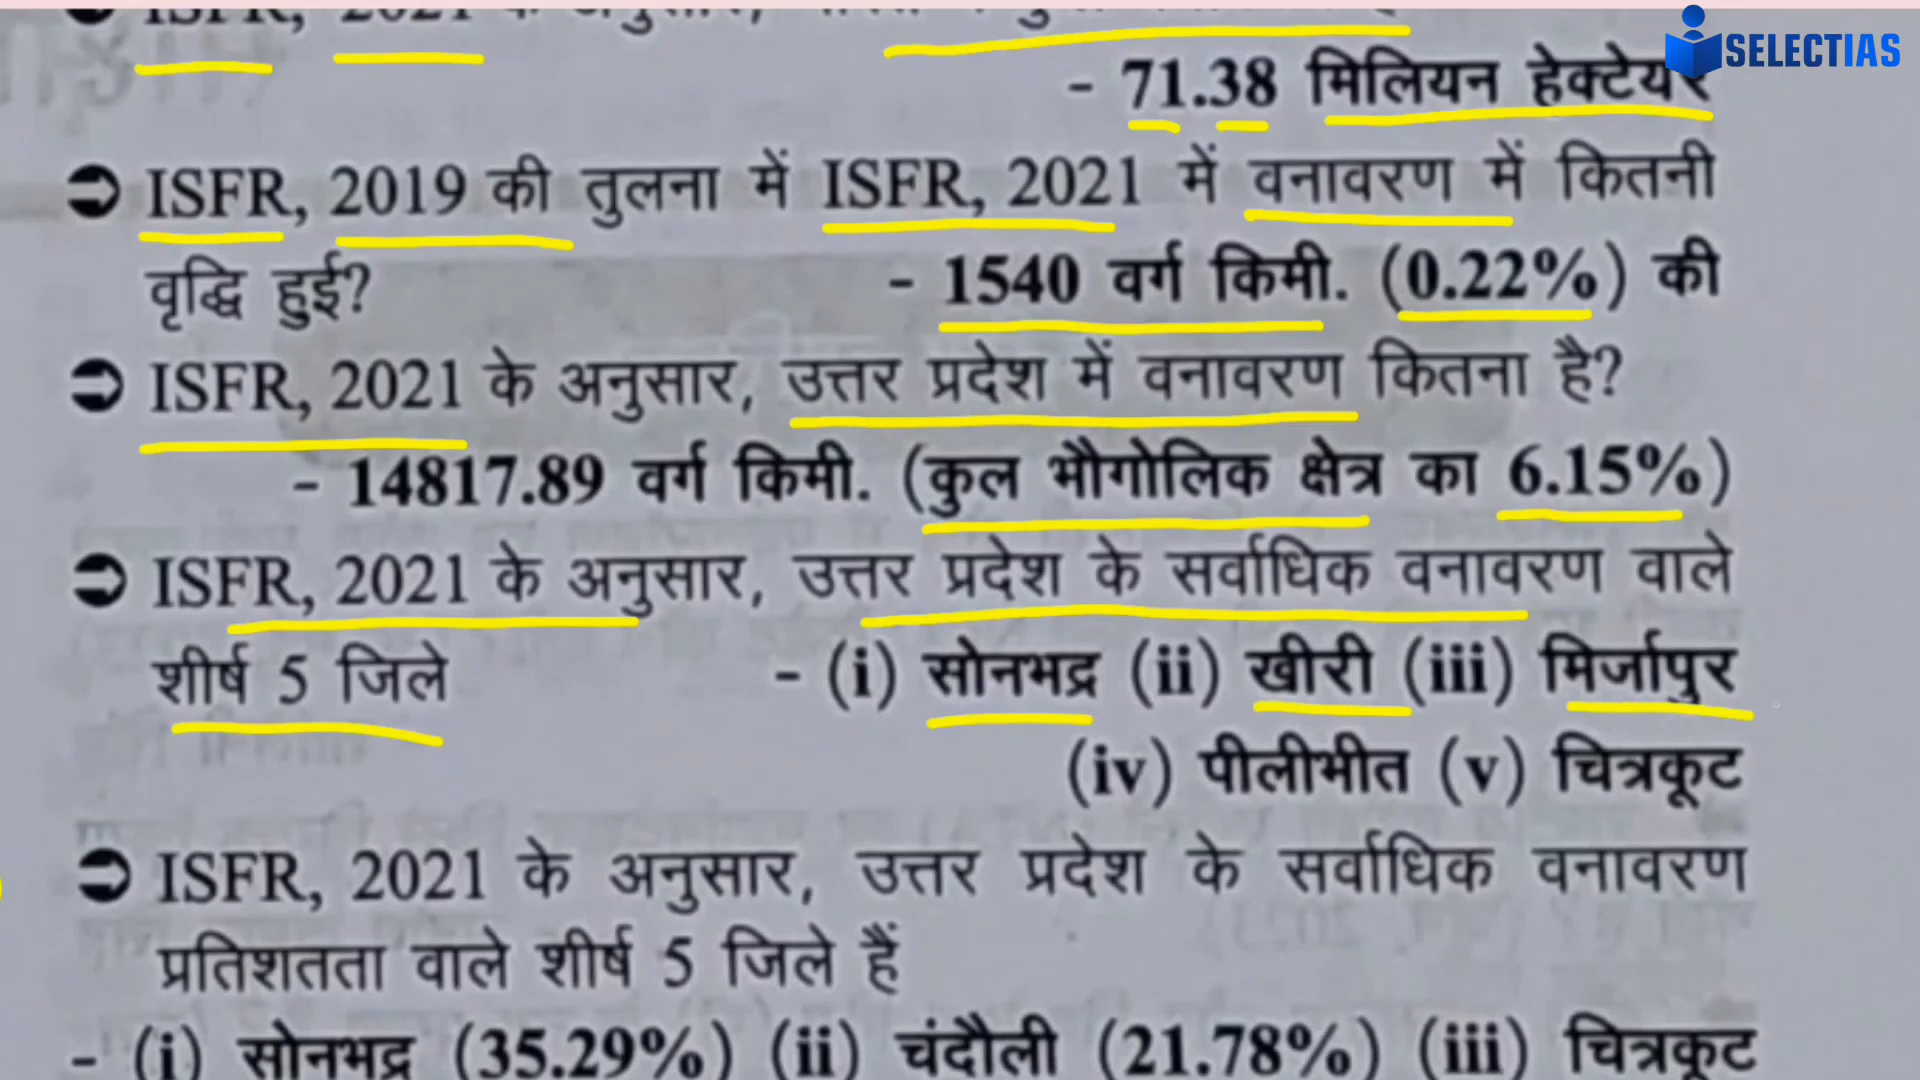 ISFR, 2021 के अनुसार,
SELECTIAS
- 71.38 मिलियन हेक्टेयर
ISFR, 2019 की तुलना में ISFR, 2021 में वनावरण में कितनी
वृद्धि हुई? - 1540 वर्ग किमी. (0.22%) की
ISFR, 2021 के अनुसार, उत्तर प्रदेश में वनावरण कितना है?
- 14817.89 वर्ग किमी. (कुल भौगोलिक क्षेत्र का 6.15%)
ISFR, 2021 के अनुसार, उत्तर प्रदेश के सर्वाधिक वनावरण वाले
शीर्ष 5 जिले - (i) सोनभद्र (ii) खीरी (iii) मिर्जापुर
(iv) पीलीभीत (v) चित्रकूट
ISFR, 2021 के अनुसार, उत्तर प्रदेश के सर्वाधिक वनावरण
प्रतिशतता वाले शीर्ष 5 जिले हैं
- (i) सोनभद्र (35.29%) (ii) चंदौली (21.78%) (iii) चित्रकूट